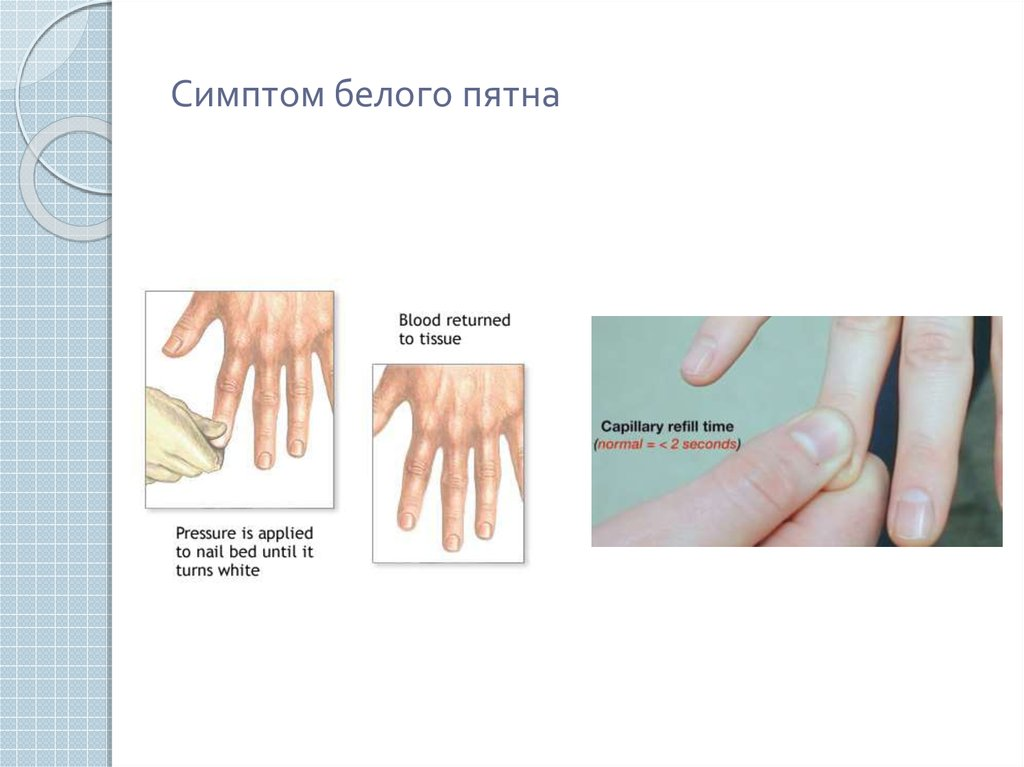 Симптом белого пятна
Blood returned
to tissue
Pressure is applied
to nail bed until it
turns white
Capillary refill time
(normal = < 2 seconds)